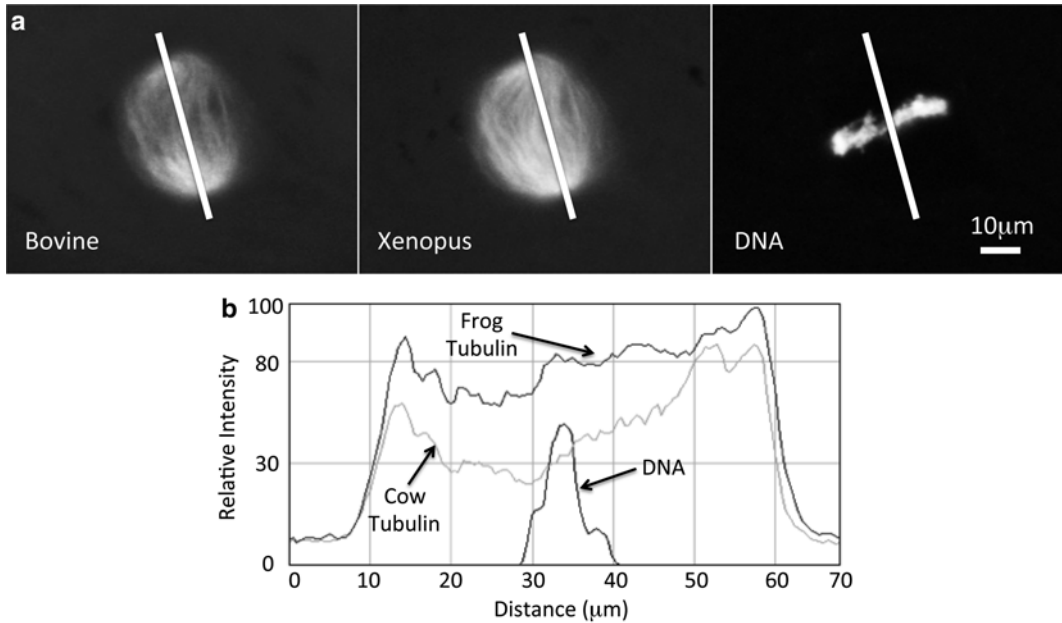 a
Bovine
Xenopus
DNA
10μm
b
100
80
30
0
Relative Intensity
Frog
Tubulin
Cow
Tubulin
DNA
0 10 20 30 40 50 60 70
Distance (μm)